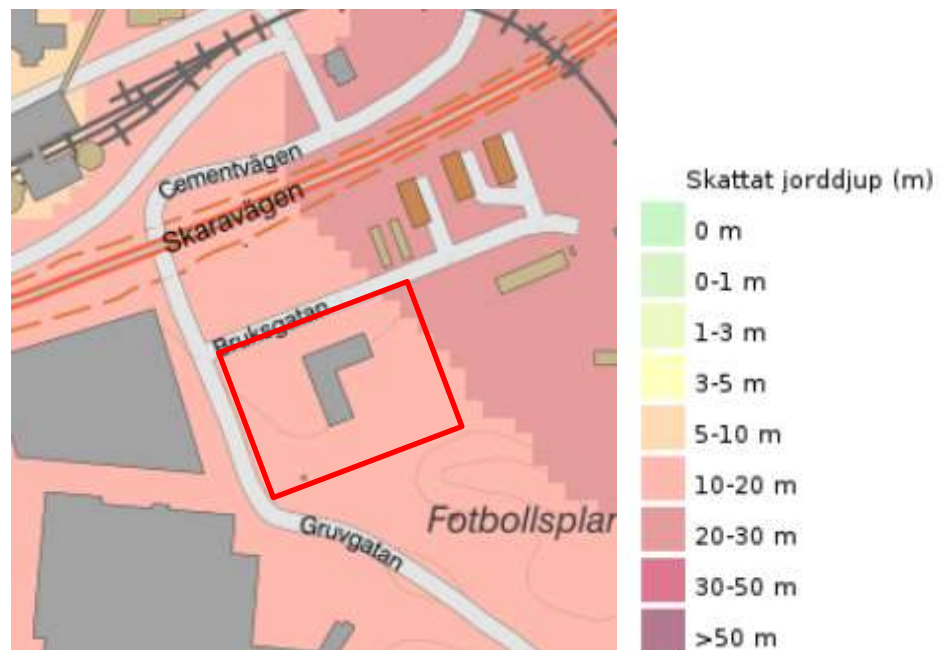 Cementvägen
Skaravägen
Bruksgatan
Gruvgatan
Fotbollsplan
Skattat jorddjup (m)
0 m
0-1 m
1-3 m
3-5 m
5-10 m
10-20 m
20-30 m
30-50 m
>50 m